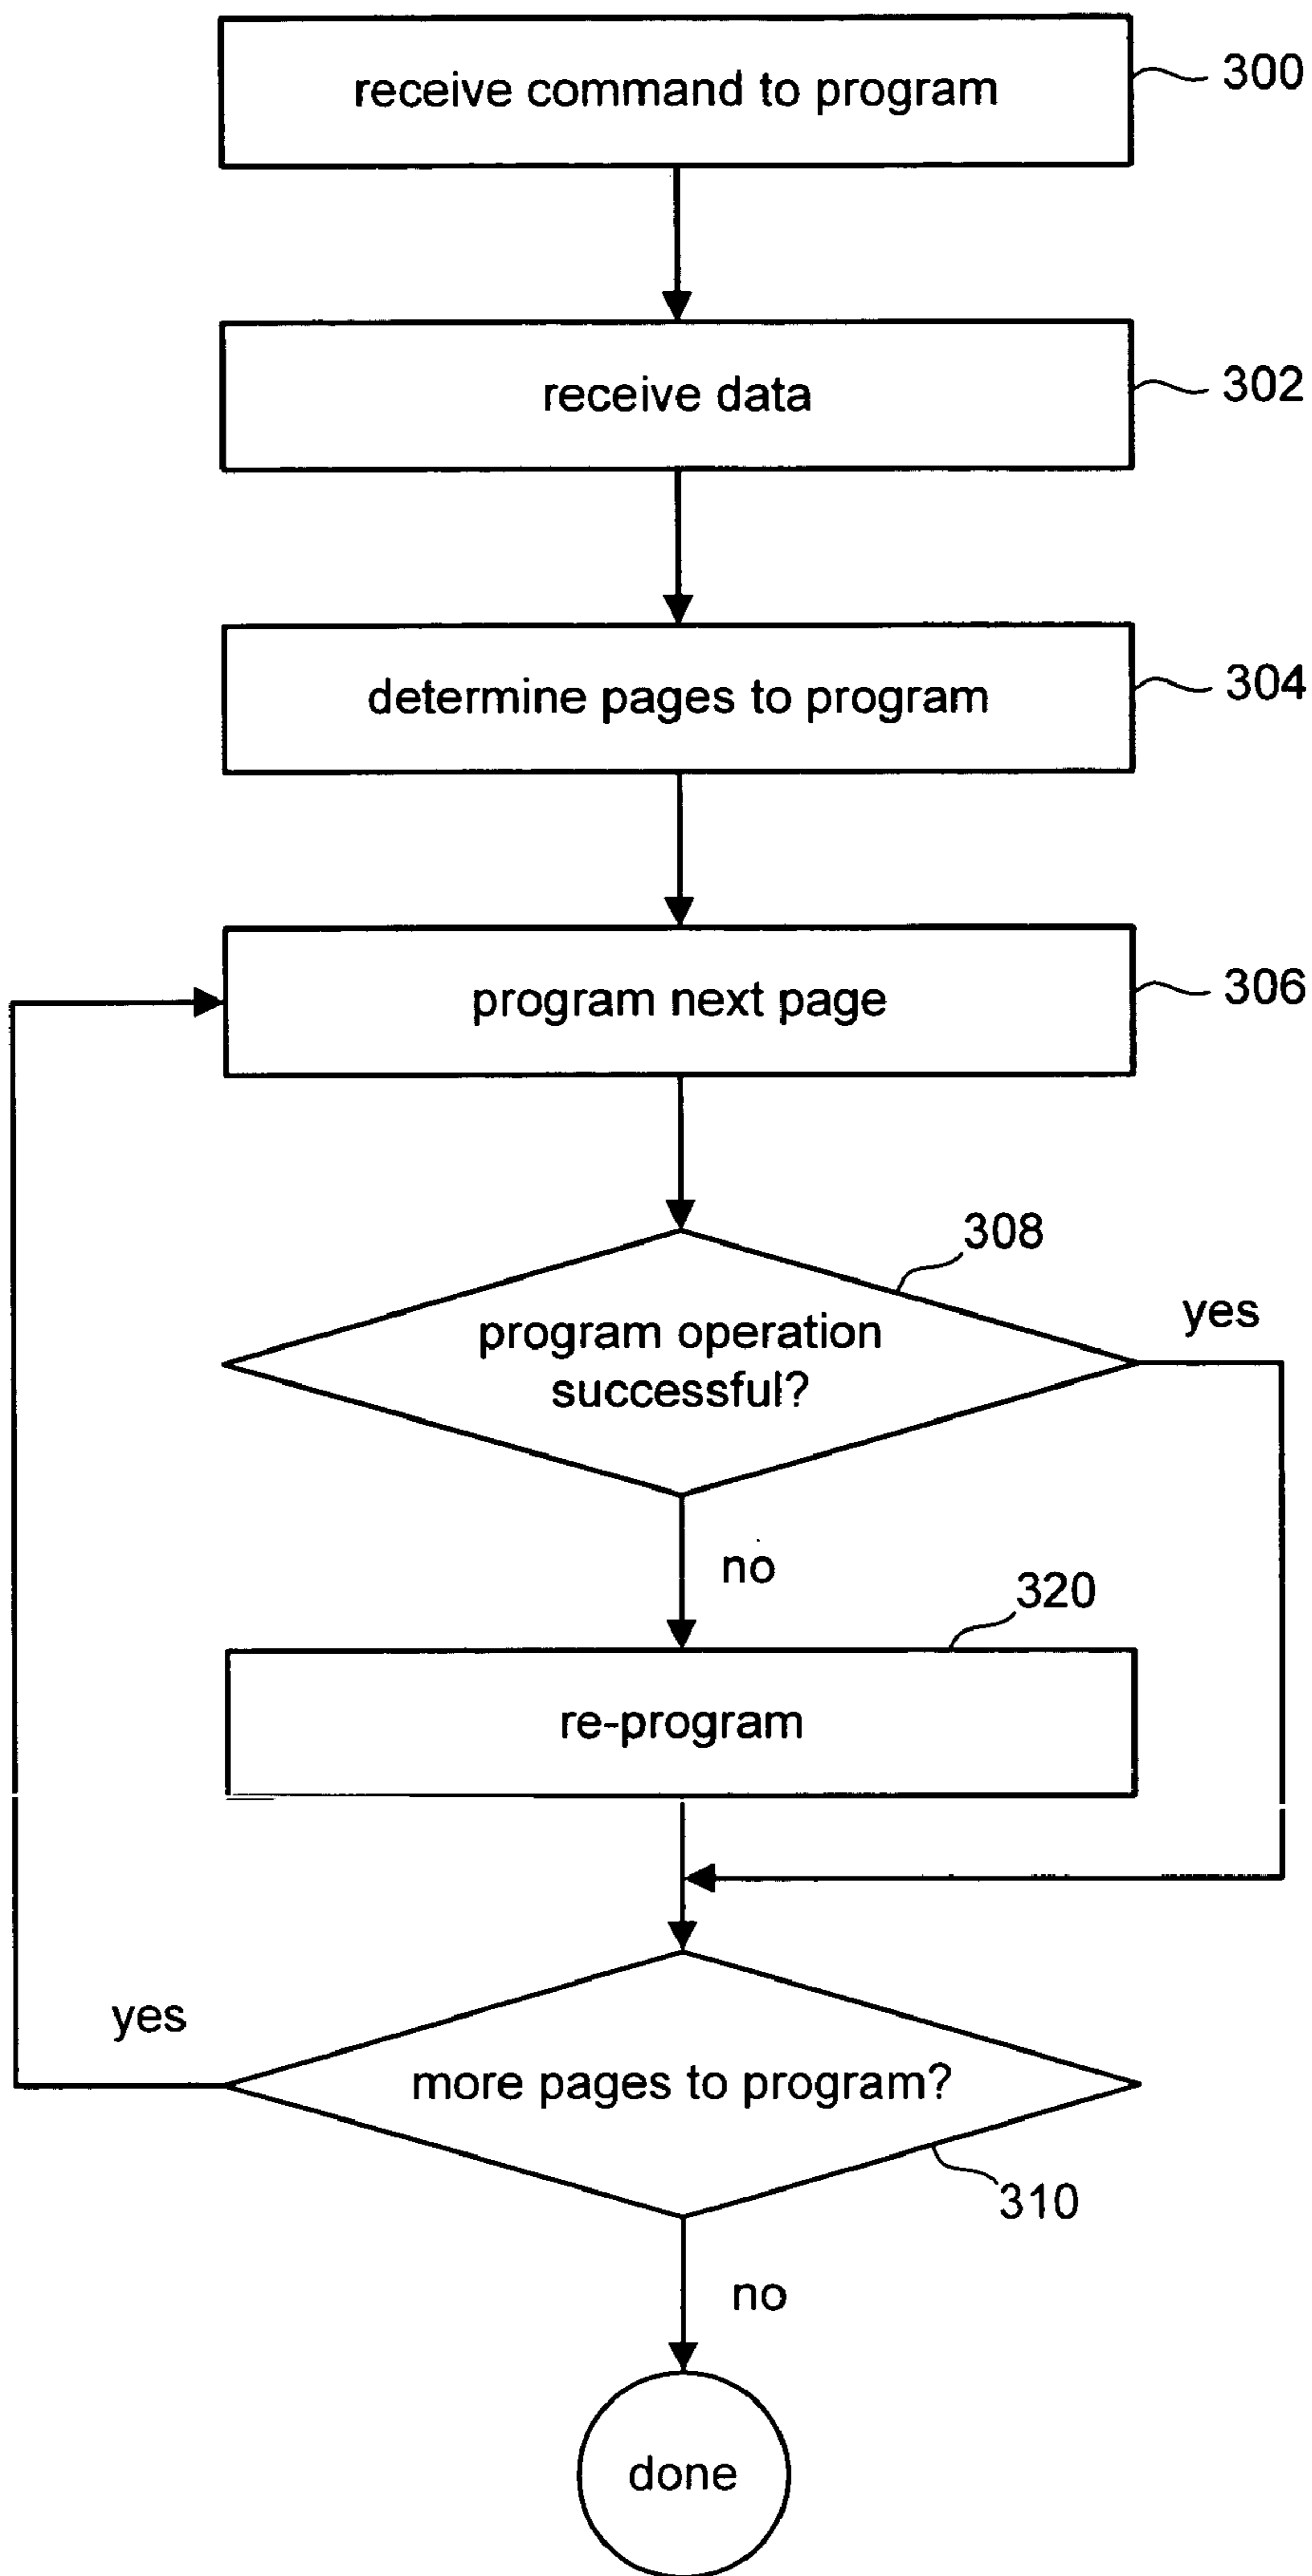 receive command to program
300
receive data
302
determine pages to program
304
program next page
306
308
program operation
successful?
yes
no
320
re-program
yes
more pages to program?
310
no
done